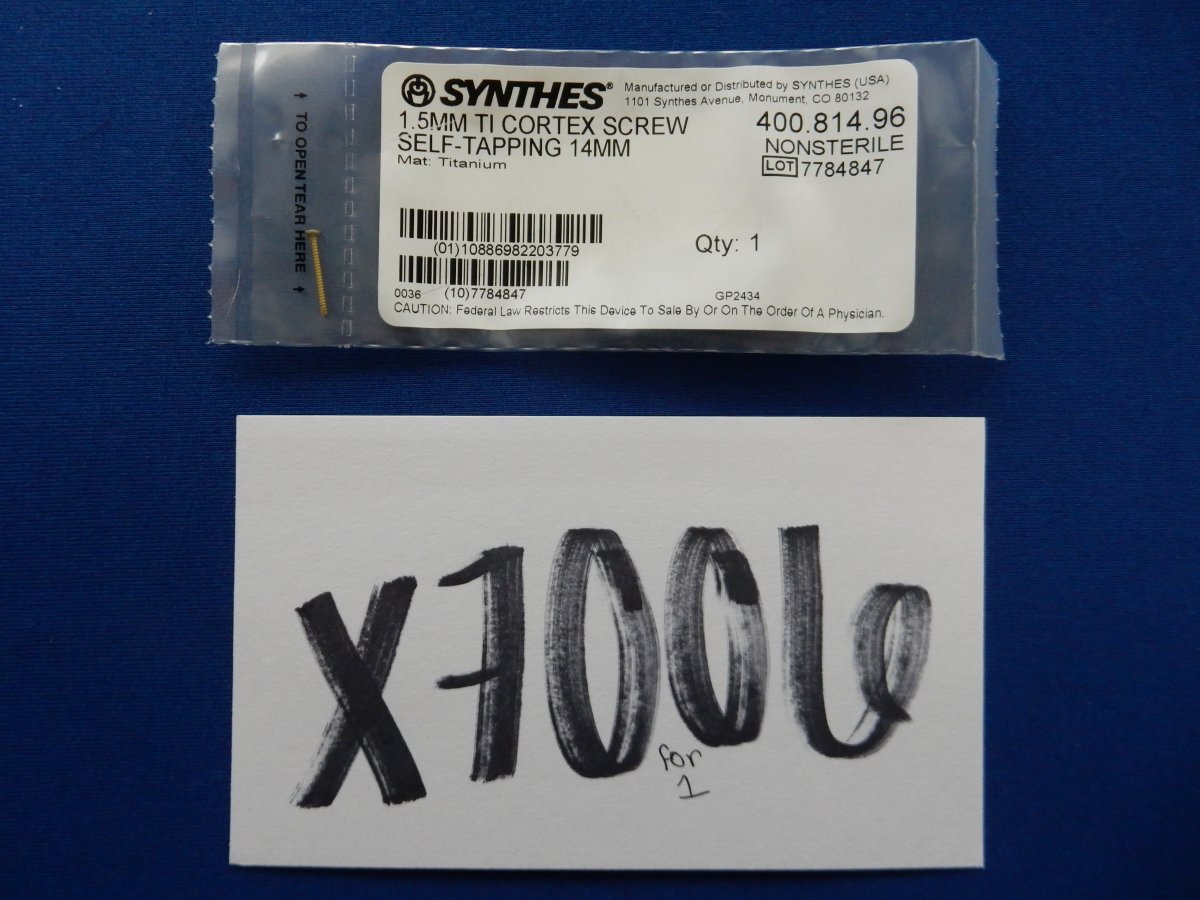 ↑ TO OPEN TEAR HERE ↑
SYNTHES®
Manufactured or Distributed by SYNTHES (USA)
1101 Synthes Avenue, Monument, CO 80132
1.5MM TI CORTEX SCREW
SELF-TAPPING 14MM
Mat: Titanium
400.814.96
NONSTERILE
LOT 7784847
(01)10886982203779
Qty: 1
(10)7784847
0036
GP2434
CAUTION: Federal Law Restricts This Device To Sale By Or On The Order Of A Physician.
X7006
for
1